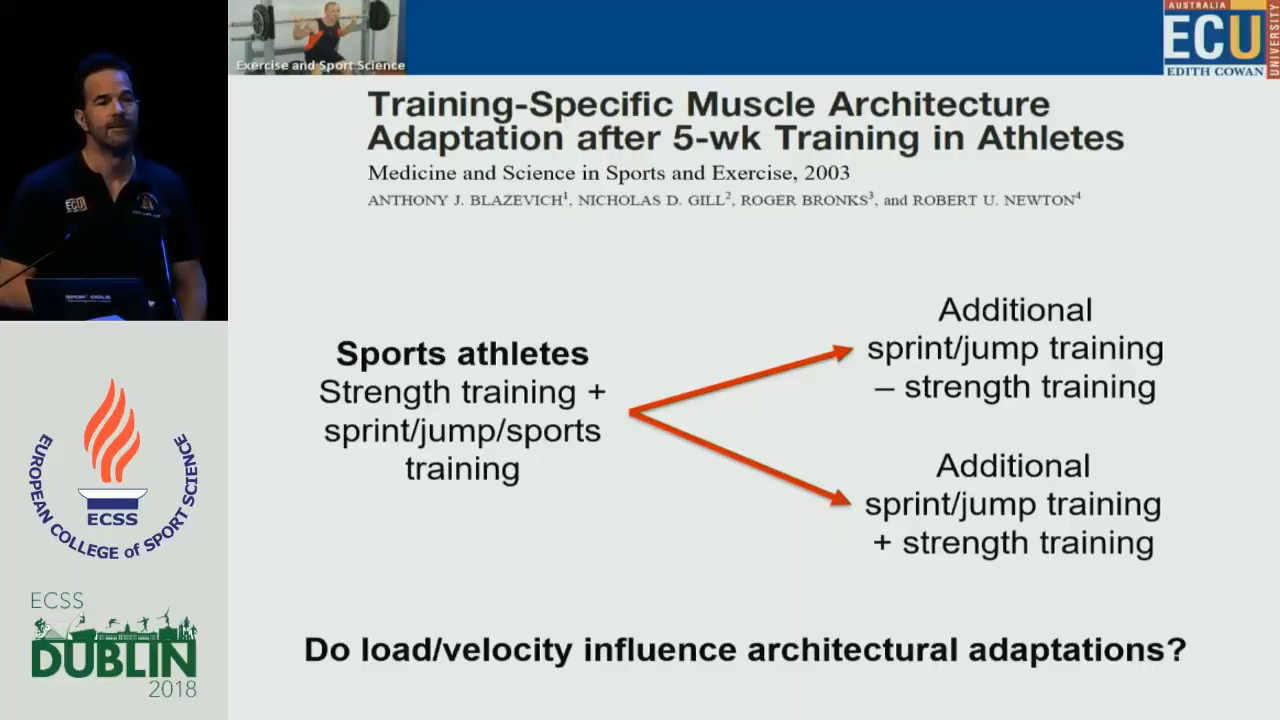 Exercise and Sport Science
AUSTRALIA
ECU
EDITH COWAN
UNIVERSITY
Training-Specific Muscle Architecture
Adaptation after 5-wk Training in Athletes
Medicine and Science in Sports and Exercise, 2003
ANTHONY J. BLAZEVICH1, NICHOLAS D. GILL2, ROGER BRONKS3, and ROBERT U. NEWTON4
Sports athletes
Strength training +
sprint/jump/sports
training
Additional
sprint/jump training
– strength training
Additional
sprint/jump training
+ strength training
Do load/velocity influence architectural adaptations?
ECU
EUROPEAN COLLEGE of SPORT SCIENCE
ECSS
ECSS
DUBLIN
2018